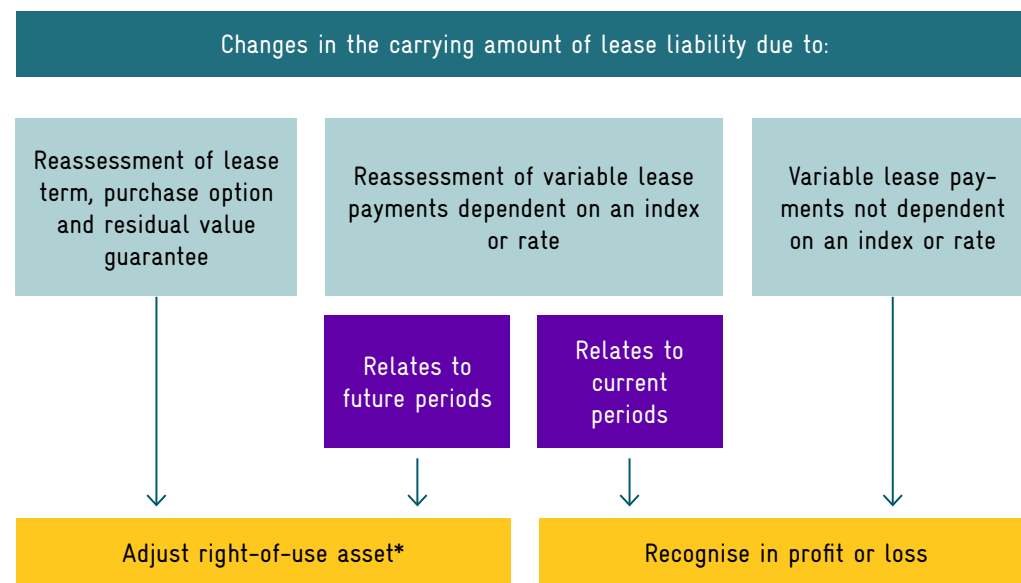 Changes in the carrying amount of lease liability due to:
Reassessment of lease
term, purchase option
and residual value
guarantee
Reassessment of variable lease
payments dependent on an index
or rate
Variable lease pay-
ments not dependent
on an index or rate
Relates to
future periods
Relates to
current
periods
Adjust right-of-use asset*
Recognise in profit or loss